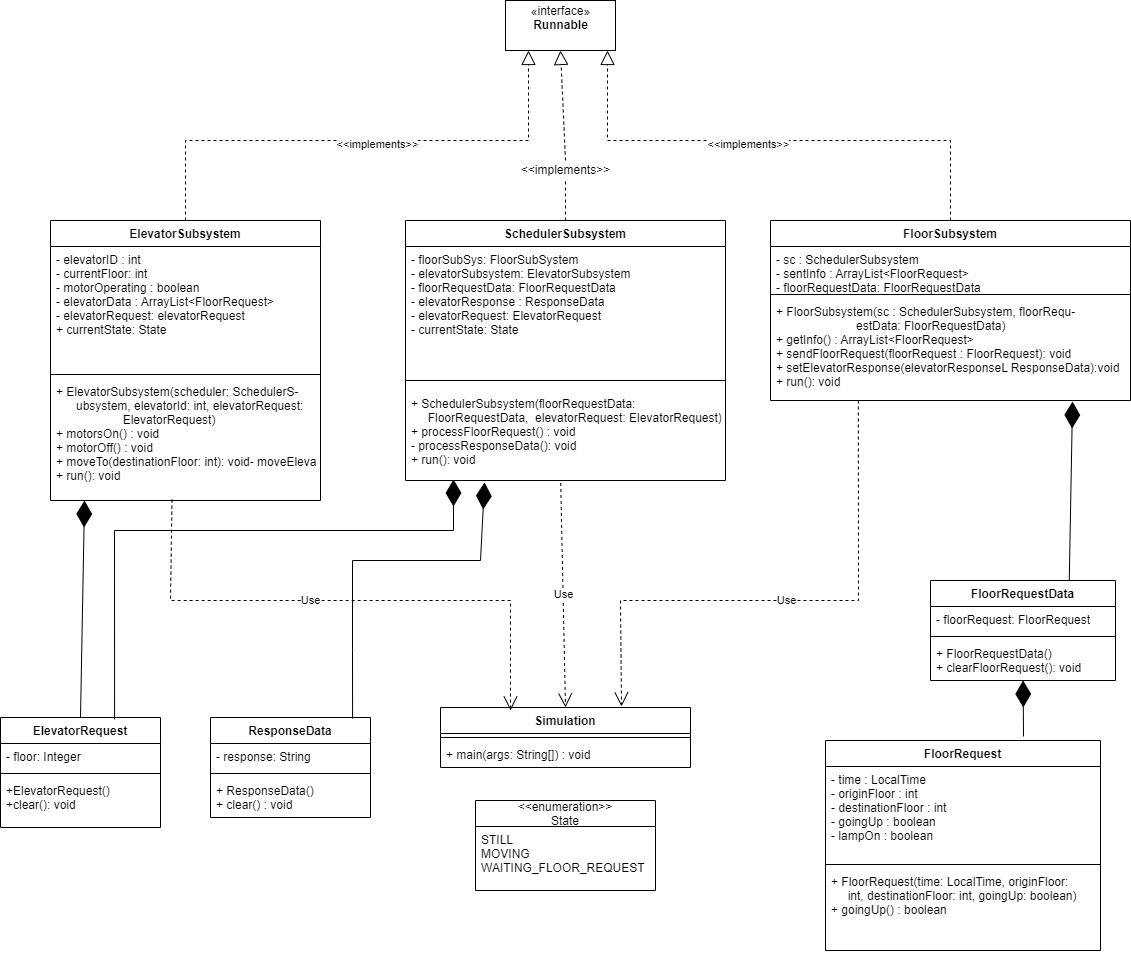 «interface»
Runnable
<<implements>>
<<implements>>
<<implements>>
ElevatorSubsystem
- elevatorID : int
- currentFloor: int
- motorOperating : boolean
- elevatorData : ArrayList<FloorRequest>
- elevatorRequest: elevatorRequest
+ currentState: State
+ ElevatorSubsystem(scheduler: SchedulerS-
ubsystem, elevatorId: int, elevatorRequest:
ElevatorRequest)
+ motorsOn() : void
+ motorOff() : void
+ moveTo(destinationFloor: int): void- moveEleva
+ run(): void
SchedulerSubsystem
- floorSubSys: FloorSubSystem
- elevatorSubsystem: ElevatorSubsystem
- floorRequestData: FloorRequestData
- elevatorResponse : ResponseData
- elevatorRequest: ElevatorRequest
- currentState: State
+ SchedulerSubsystem(floorRequestData:
FloorRequestData,  elevatorRequest: ElevatorRequest)
+ processFloorRequest() : void
- processResponseData(): void
+ run(): void
FloorSubsystem
- sc : SchedulerSubsystem
- sentInfo : ArrayList<FloorRequest>
- floorRequestData: FloorRequestData
+ FloorSubsystem(sc : SchedulerSubsystem, floorRequ-
estData: FloorRequestData)
+ getInfo() : ArrayList<FloorRequest>
+ sendFloorRequest(floorRequest : FloorRequest): void
+ setElevatorResponse(elevatorResponseL ResponseData):void
+ run(): void
Use
Use
Use
FloorRequestData
- floorRequest: FloorRequest
+ FloorRequestData()
+ clearFloorRequest(): void
ElevatorRequest
- floor: Integer
+ElevatorRequest()
+clear(): void
ResponseData
- response: String
+ ResponseData()
+ clear() : void
Simulation
+ main(args: String[]) : void
<<enumeration>>
State
STILL
MOVING
WAITING_FLOOR_REQUEST
FloorRequest
- time : LocalTime
- originFloor : int
- destinationFloor : int
- goingUp : boolean
- lampOn : boolean
+ FloorRequest(time: LocalTime, originFloor:
int, destinationFloor: int, goingUp: boolean)
+ goingUp() : boolean